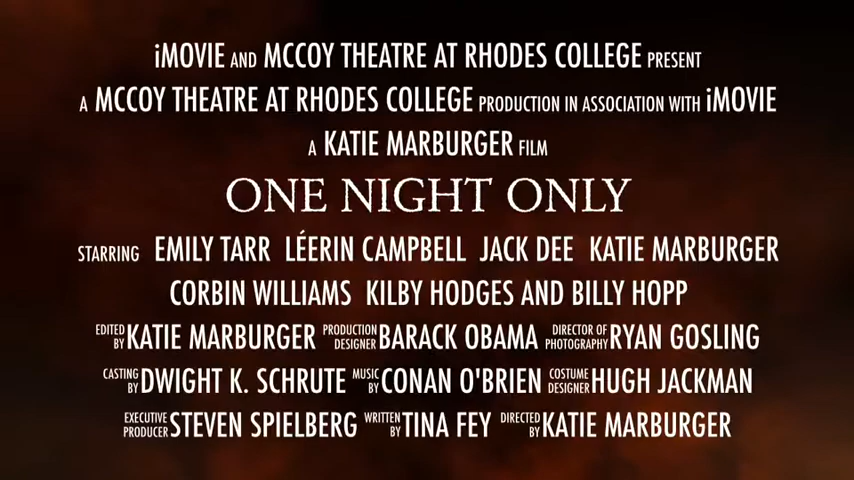 iMOVIE AND MCCOY THEATRE AT RHODES COLLEGE PRESENT
A MCCOY THEATRE AT RHODES COLLEGE PRODUCTION IN ASSOCIATION WITH iMOVIE
A KATIE MARBURGER FILM
ONE NIGHT ONLY
STARRING EMILY TARR LÉERIN CAMPBELL JACK DEE KATIE MARBURGER
CORBIN WILLIAMS KILBY HODGES AND BILLY HOPP
EDITED BY KATIE MARBURGER PRODUCTION DESIGNER BARACK OBAMA DIRECTOR OF PHOTOGRAPHY RYAN GOSLING
CASTING BY DWIGHT K. SCHRUTE MUSIC BY CONAN O'BRIEN COSTUME DESIGNER HUGH JACKMAN
EXECUTIVE PRODUCER STEVEN SPIELBERG WRITTEN BY TINA FEY DIRECTED BY KATIE MARBURGER